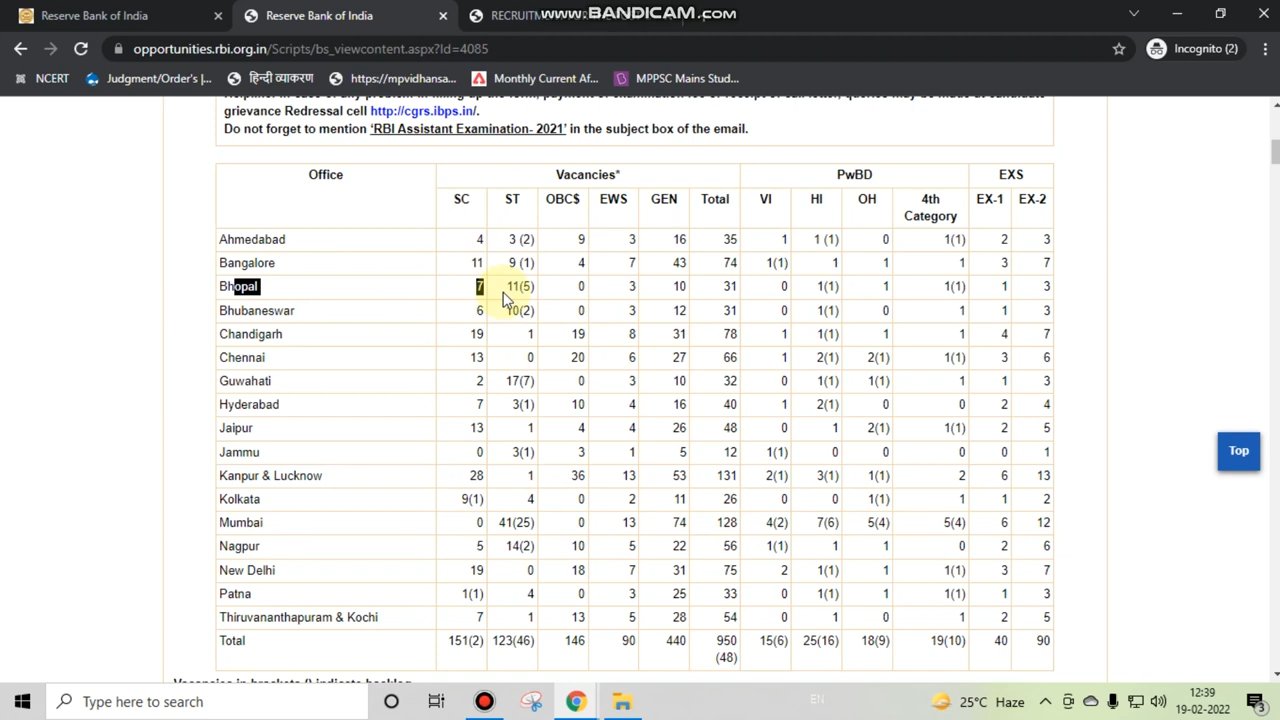 www.BANDICAM.com
Reserve Bank of India
Reserve Bank of India
RECRUITM
opportunities.rbi.org.in/Scripts/bs_viewcontent.aspx?Id=4085
Incognito (2)
NCERT
Judgment/Order's |...
हिन्दी व्याकरण
https://mpvidhansa...
Monthly Current Af...
MPPSC Mains Stud...
grievance Redressal cell http://cgrs.ibps.in/.
Do not forget to mention 'RBI Assistant Examination- 2021' in the subject box of the email.
Office Vacancies* PwBD EXS
SC ST OBC$ EWS GEN Total VI HI OH 4th Category EX-1 EX-2
Ahmedabad 4 3 (2) 9 3 16 35 1 1 (1) 0 1(1) 2 3
Bangalore 11 9 (1) 4 7 43 74 1(1) 1 1 1 3 7
Bhopal 7 11(5) 0 3 10 31 0 1(1) 1 1(1) 1 3
Bhubaneswar 6 10(2) 0 3 12 31 0 1(1) 0 1 1 3
Chandigarh 19 1 19 8 31 78 1 1(1) 1 1 4 7
Chennai 13 0 20 6 27 66 1 2(1) 2(1) 1(1) 3 6
Guwahati 2 17(7) 0 3 10 32 0 1(1) 1(1) 1 1 3
Hyderabad 7 3(1) 10 4 16 40 1 2(1) 0 0 2 4
Jaipur 13 1 4 4 26 48 0 1 2(1) 1(1) 2 5
Jammu 0 3(1) 3 1 5 12 1(1) 0 0 0 0 1
Kanpur & Lucknow 28 1 36 13 53 131 2(1) 3(1) 1(1) 2 6 13
Kolkata 9(1) 4 0 2 11 26 0 0 1(1) 1 1 2
Mumbai 0 41(25) 0 13 74 128 4(2) 7(6) 5(4) 5(4) 6 12
Nagpur 5 14(2) 10 5 22 56 1(1) 1 1 0 2 6
New Delhi 19 0 18 7 31 75 2 1(1) 1 1(1) 3 7
Patna 1(1) 4 0 3 25 33 0 1(1) 1 1(1) 1 3
Thiruvananthapuram & Kochi 7 1 13 5 28 54 0 1 0 1 2 5
Total 151(2) 123(46) 146 90 440 950 (48) 15(6) 25(16) 18(9) 19(10) 40 90
Top
Type here to search
EN
25°C Haze
12:39
19-02-2022
3